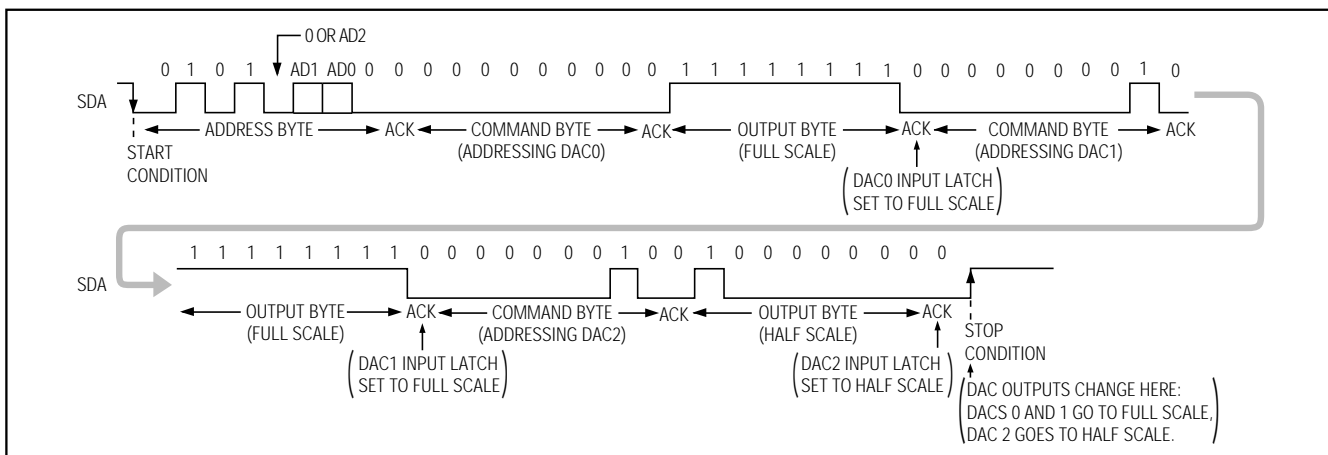 0 OR AD2
0 1 0 1 AD1 AD0 0 0 0 0 0 0 0 0 0 0 0 1 1 1 1 1 1 1 1 0 0 0 0 0 0 0 0 1 0
SDA
ADDRESS BYTE ACK COMMAND BYTE ACK OUTPUT BYTE ACK COMMAND BYTE ACK
(ADDRESSING DAC0) (FULL SCALE) (ADDRESSING DAC1)
START
CONDITION
(DAC0 INPUT LATCH
SET TO FULL SCALE)
1 1 1 1 1 1 1 1 0 0 0 0 0 0 0 1 0 0 1 0 0 0 0 0 0 0 0
SDA
OUTPUT BYTE ACK COMMAND BYTE ACK OUTPUT BYTE ACK
(FULL SCALE) (ADDRESSING DAC2) (HALF SCALE)
STOP
CONDITION
(DAC1 INPUT LATCH
SET TO FULL SCALE)
(DAC2 INPUT LATCH
SET TO HALF SCALE)
(DAC OUTPUTS CHANGE HERE:
DACS 0 AND 1 GO TO FULL SCALE,
DAC 2 GOES TO HALF SCALE.)